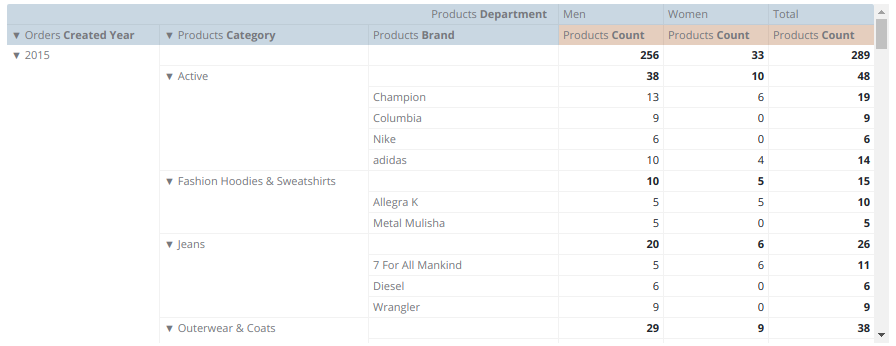 Products Department Men Women Total
▼ Orders Created Year ▼ Products Category Products Brand Products Count Products Count Products Count
▼ 2015 256 33 289
▼ Active 38 10 48
Champion 13 6 19
Columbia 9 0 9
Nike 6 0 6
adidas 10 4 14
▼ Fashion Hoodies & Sweatshirts 10 5 15
Allegra K 5 5 10
Metal Mulisha 5 0 5
▼ Jeans 20 6 26
7 For All Mankind 5 6 11
Diesel 6 0 6
Wrangler 9 0 9
▼ Outerwear & Coats 29 9 38